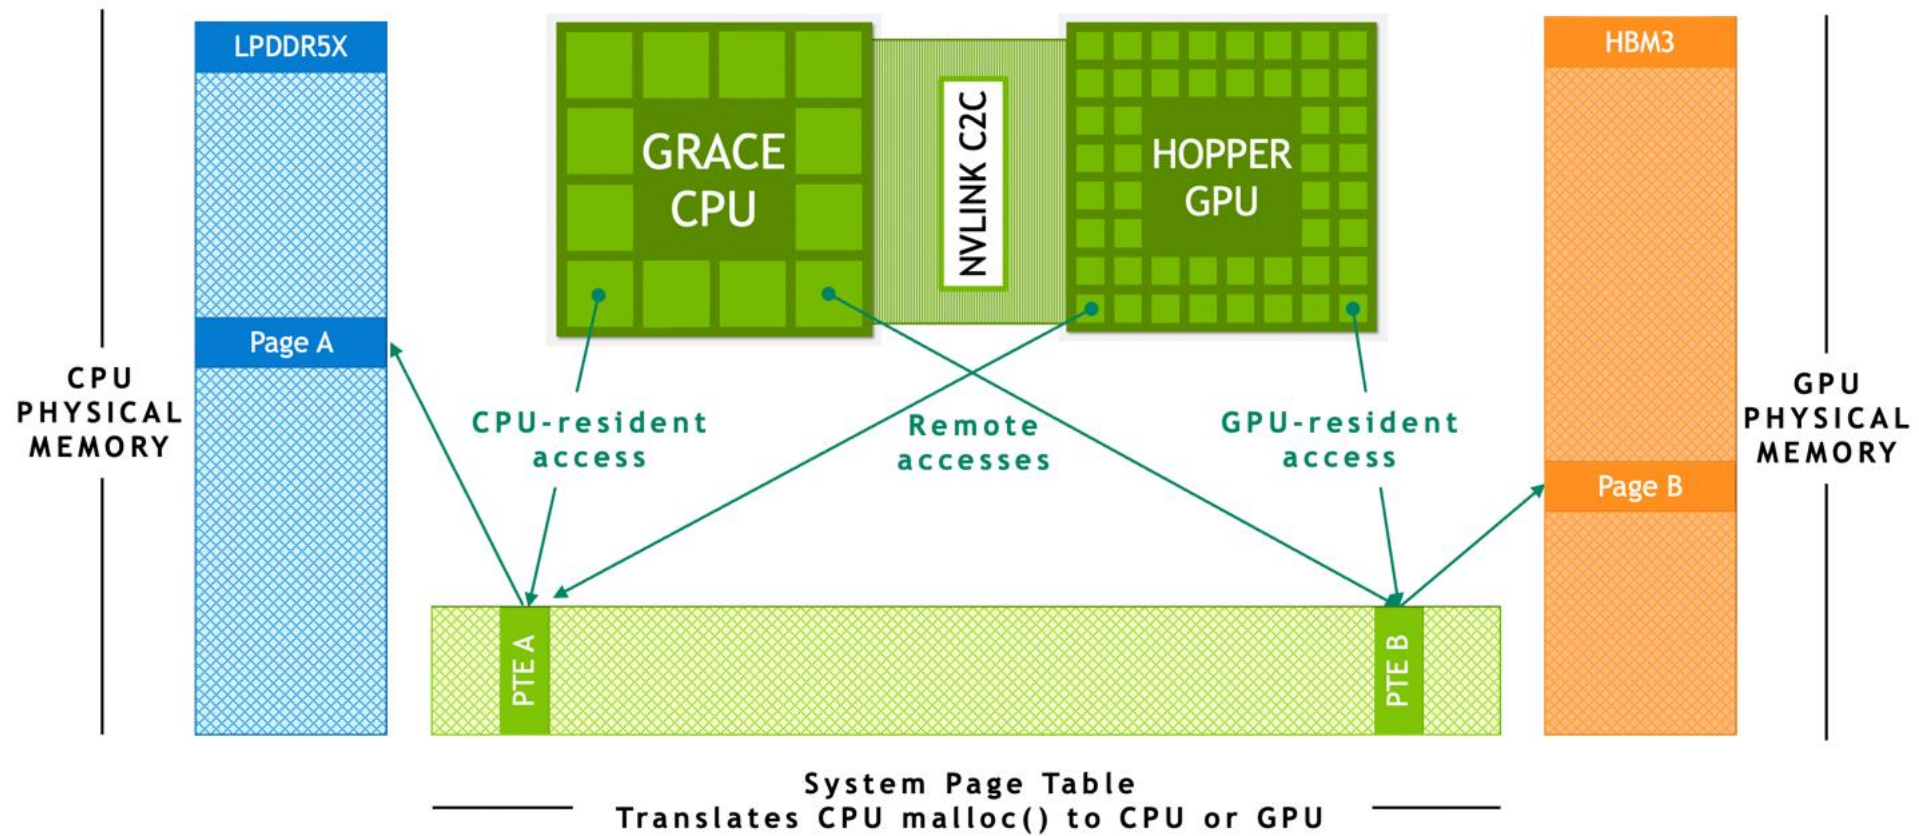 LPDDR5X
Page A
CPU
PHYSICAL
MEMORY
GRACE
CPU
NVLINK C2C
HOPPER
GPU
HBM3
Page B
GPU
PHYSICAL
MEMORY
CPU-resident
access
Remote
accesses
GPU-resident
access
PTE A
PTE B
System Page Table
Translates CPU malloc() to CPU or GPU